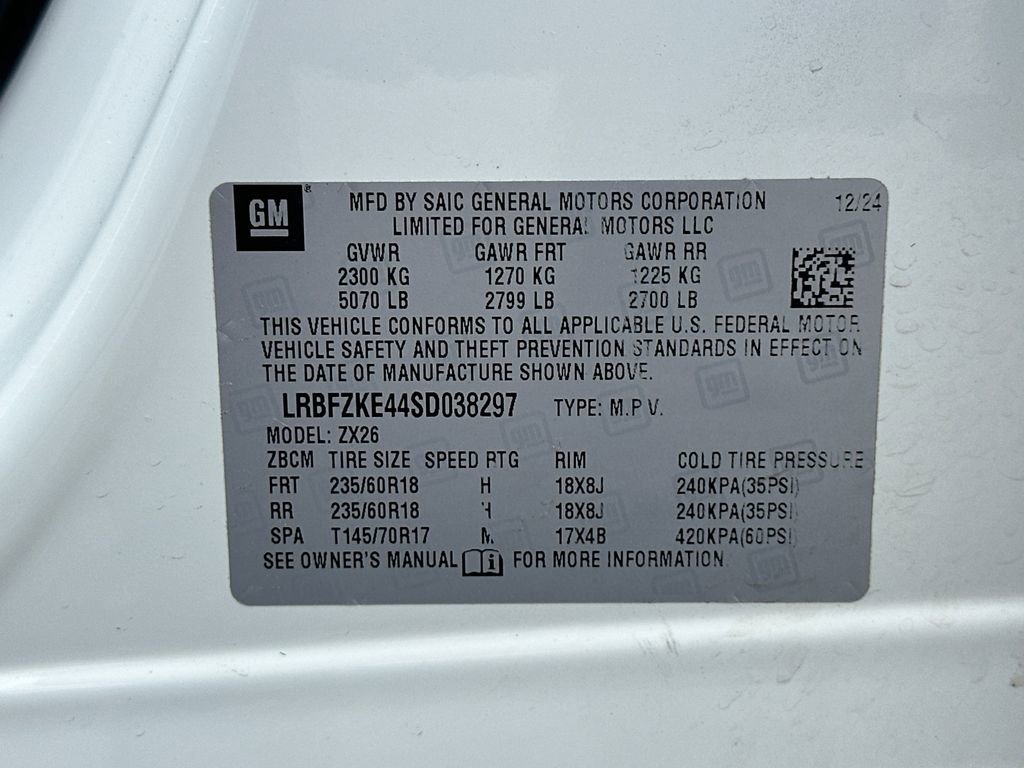 GM® MFD BY SAIC GENERAL MOTORS CORPORATION 12/24
LIMITED FOR GENERAL MOTORS LLC
GVWR GAWR FRT GAWR RR
2300 KG 1270 KG 1225 KG
5070 LB 2799 LB 2700 LB
THIS VEHICLE CONFORMS TO ALL APPLICABLE U.S. FEDERAL MOTOR
VEHICLE SAFETY AND THEFT PREVENTION STANDARDS IN EFFECT ON
THE DATE OF MANUFACTURE SHOWN ABOVE.
LRBFZKE44SD038297 TYPE: M.P.V.
MODEL: ZX26
ZBCM TIRE SIZE SPEED RTG RIM COLD TIRE PRESSURE
FRT 235/60R18 H 18X8J 240KPA(35PSI)
RR 235/60R18 H 18X8J 240KPA(35PSI)
SPA T145/70R17 M 17X4B 420KPA(60PSI)
SEE OWNER'S MANUAL i FOR MORE INFORMATION